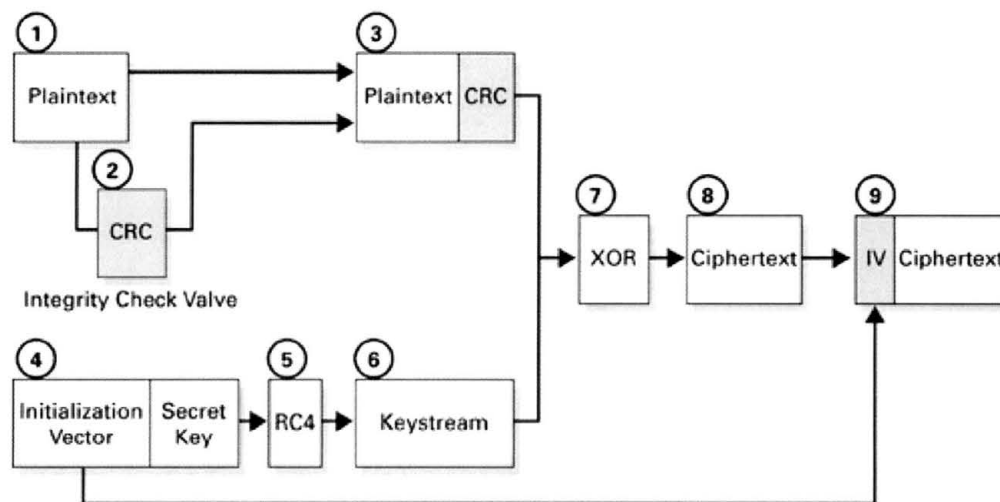 1
Plaintext
2
CRC
Integrity Check Valve
3
Plaintext CRC
4
Initialization
Vector
Secret
Key
5
RC4
6
Keystream
7
XOR
8
Ciphertext
9
IV Ciphertext